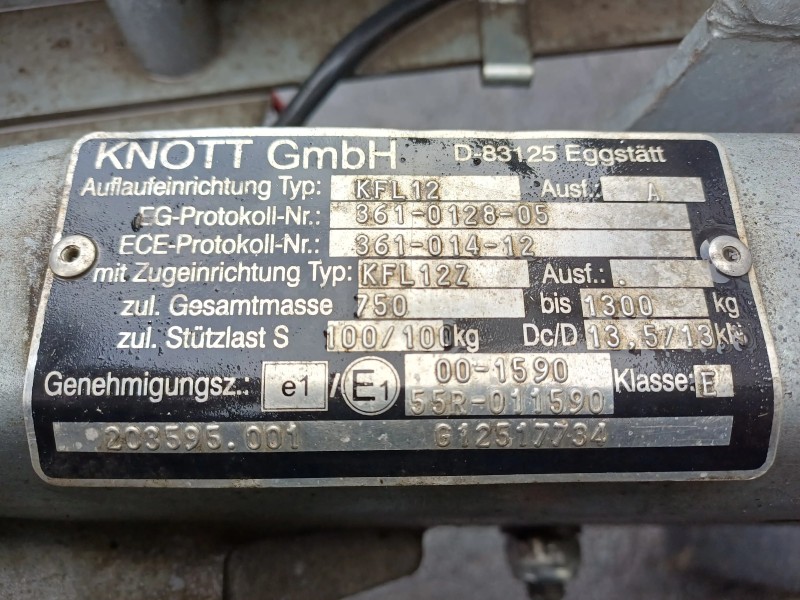 KNOTT GmbH D-83125 Eggstätt
Auflaufeinrichtung Typ: KFL12 Ausf.: A
EG-Protokoll-Nr.: 361-0128-05
ECE-Protokoll-Nr.: 361-014-12
mit Zugeinrichtung Typ: KFL12Z Ausf.: .
zul. Gesamtmasse 750 bis 1300 kg
zul. Stützlast S 100/100kg Dc/D 13,5/13kN
Genehmigungsz.: e1 / E1 00-1590 Klasse: E
55R-011590
2C3595.001 G12517734